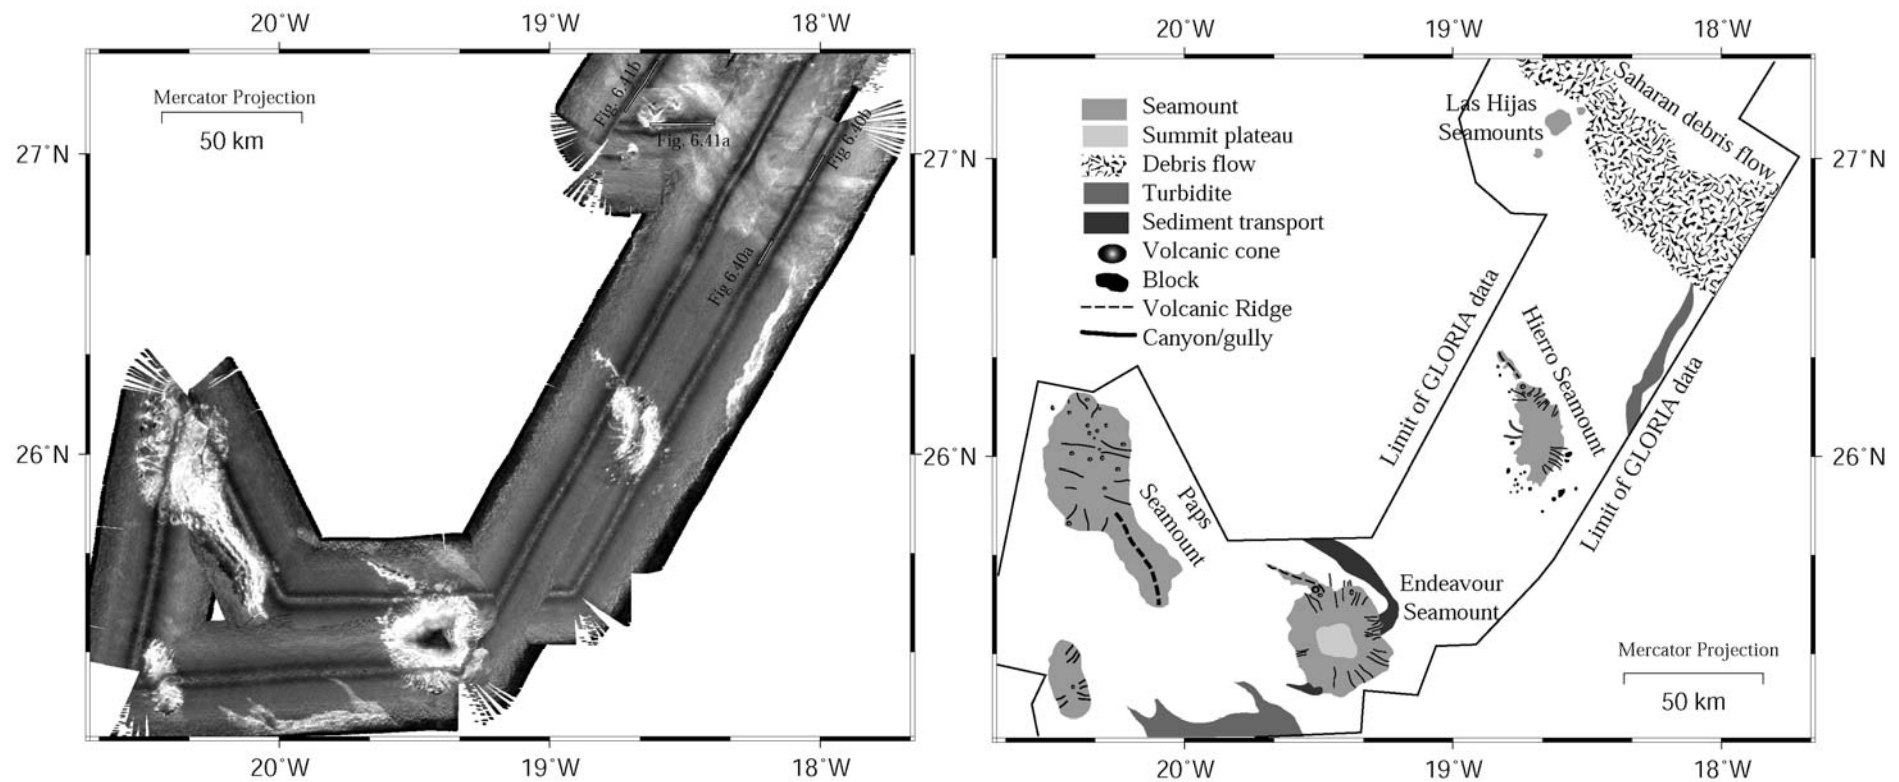 20°W
19°W
18°W
Mercator Projection
50 km
Fig. 6.41b
Fig. 6.41a
Fig. 6.40b
Fig 6.40a
27°N
26°N
20°W
19°W
18°W
20°W
19°W
18°W
Seamount
Summit plateau
Debris flow
Turbidite
Sediment transport
Volcanic cone
Block
Volcanic Ridge
Canyon/gully
Las Hijas
Seamounts
Saharan debris flow
27°N
27°N
Limit of GLORIA data
Hierro Seamount
Limit of GLORIA data
26°N
26°N
Paps
Seamount
Endeavour
Seamount
Mercator Projection
50 km
20°W
19°W
18°W